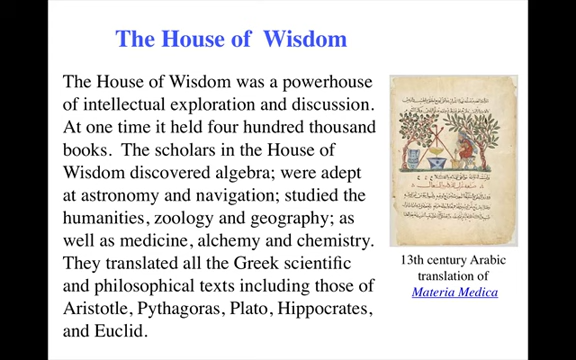 The House of Wisdom
The House of Wisdom was a powerhouse
of intellectual exploration and discussion.
At one time it held four hundred thousand
books. The scholars in the House of
Wisdom discovered algebra; were adept
at astronomy and navigation; studied the
humanities, zoology and geography; as
well as medicine, alchemy and chemistry.
They translated all the Greek scientific
and philosophical texts including those of
Aristotle, Pythagoras, Plato, Hippocrates,
and Euclid.
13th century Arabic
translation of
Materia Medica